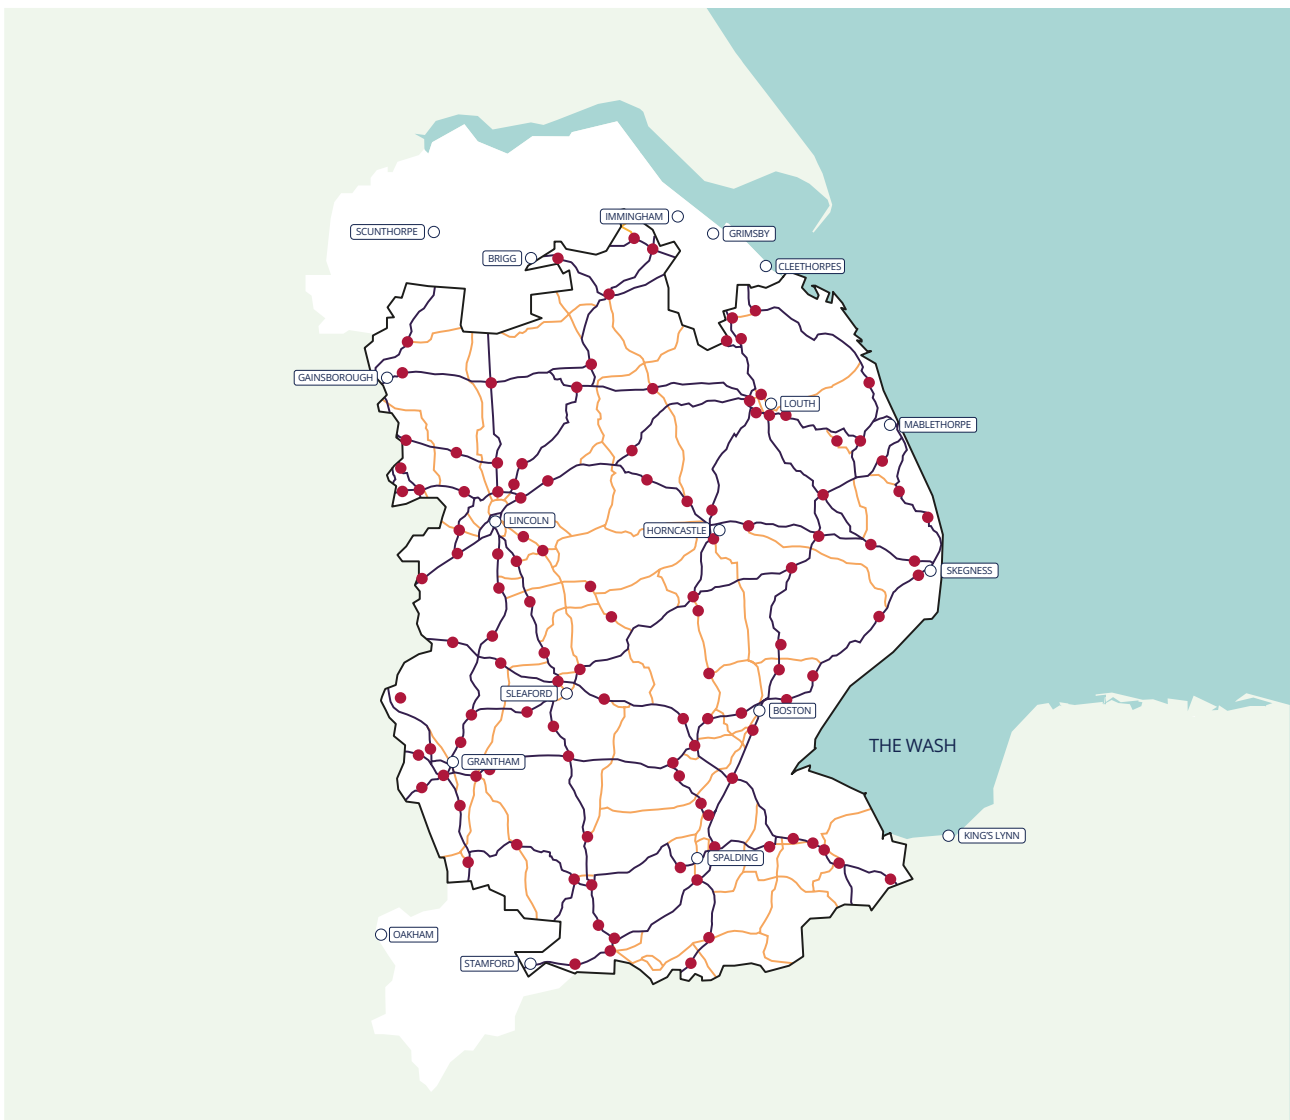 IMMINGHAM
SCUNTHORPE
GRIMSBY
BRIGG
CLEETHORPES
GAINSBOROUGH
LOUTH
MABLETHORPE
LINCOLN
HORNCASTLE
SKEGNESS
SLEAFORD
BOSTON
THE WASH
GRANTHAM
KING'S LYNN
SPALDING
OAKHAM
STAMFORD